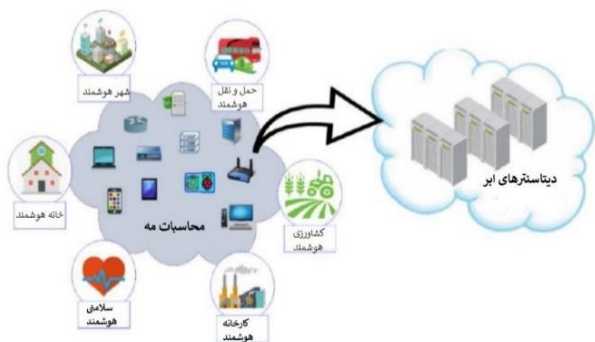 شهر هوشمند
حمل و نقل
هوشمند
خانه هوشمند
محاسبات مه
کشاورزی
هوشمند
سلامتی
هوشمند
کارخانه
هوشمند
دیتاسنترهای ابر